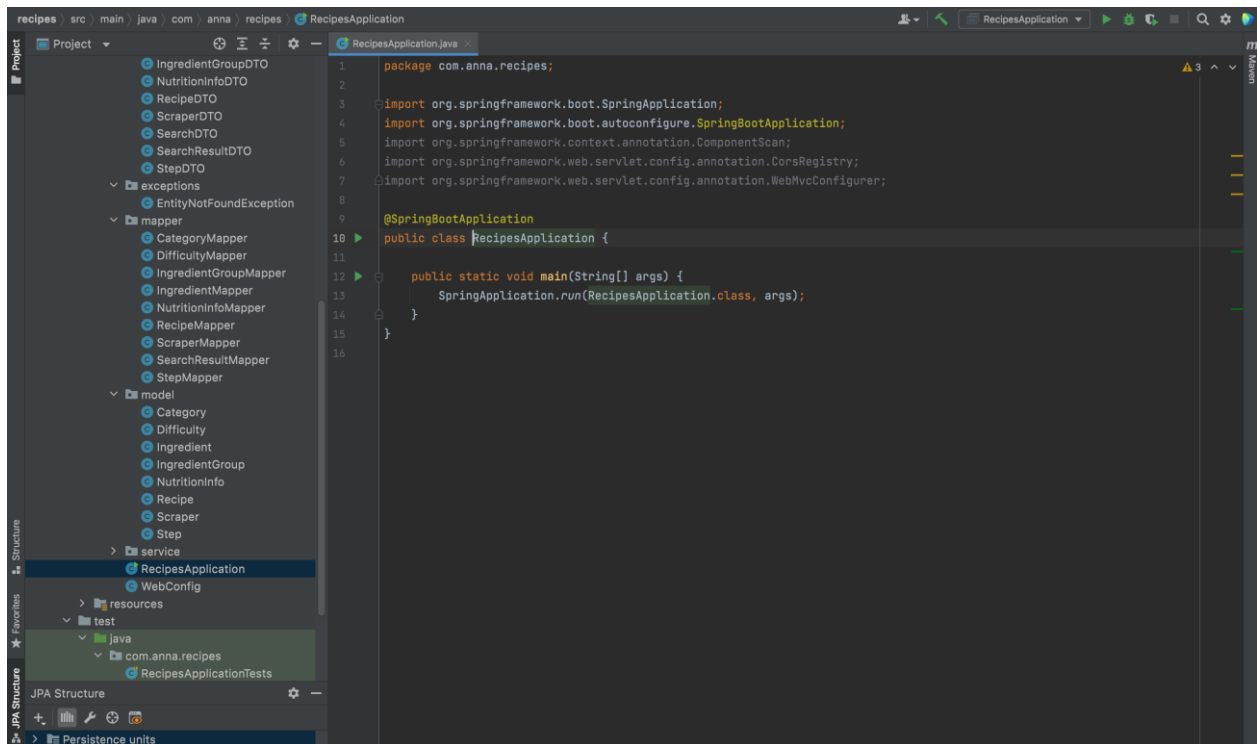 recipes › src › main › java › com › anna › recipes › RecipesApplication
RecipesApplication
Project
Project
IngredientGroupDTO
NutritionInfoDTO
RecipeDTO
ScraperDTO
SearchDTO
SearchResultDTO
StepDTO
exceptions
EntityNotFoundException
mapper
CategoryMapper
DifficultyMapper
IngredientGroupMapper
IngredientMapper
NutritionInfoMapper
RecipeMapper
ScraperMapper
SearchResultMapper
StepMapper
model
Category
Difficulty
Ingredient
IngredientGroup
NutritionInfo
Recipe
Scraper
Step
service
RecipesApplication
WebConfig
resources
test
java
com.anna.recipes
RecipesApplicationTests
JPA Structure
Persistence units
Structure
Favorites
JPA Structure
RecipesApplication.java
1 package com.anna.recipes;
2
3 import org.springframework.boot.SpringApplication;
4 import org.springframework.boot.autoconfigure.SpringBootApplication;
5 import org.springframework.context.annotation.ComponentScan;
6 import org.springframework.web.servlet.config.annotation.CorsRegistry;
7 import org.springframework.web.servlet.config.annotation.WebMvcConfigurer;
8
9 @SpringBootApplication
10 public class RecipesApplication {
11
12 public static void main(String[] args) {
13 SpringApplication.run(RecipesApplication.class, args);
14 }
15 }
16
3
m
Maven